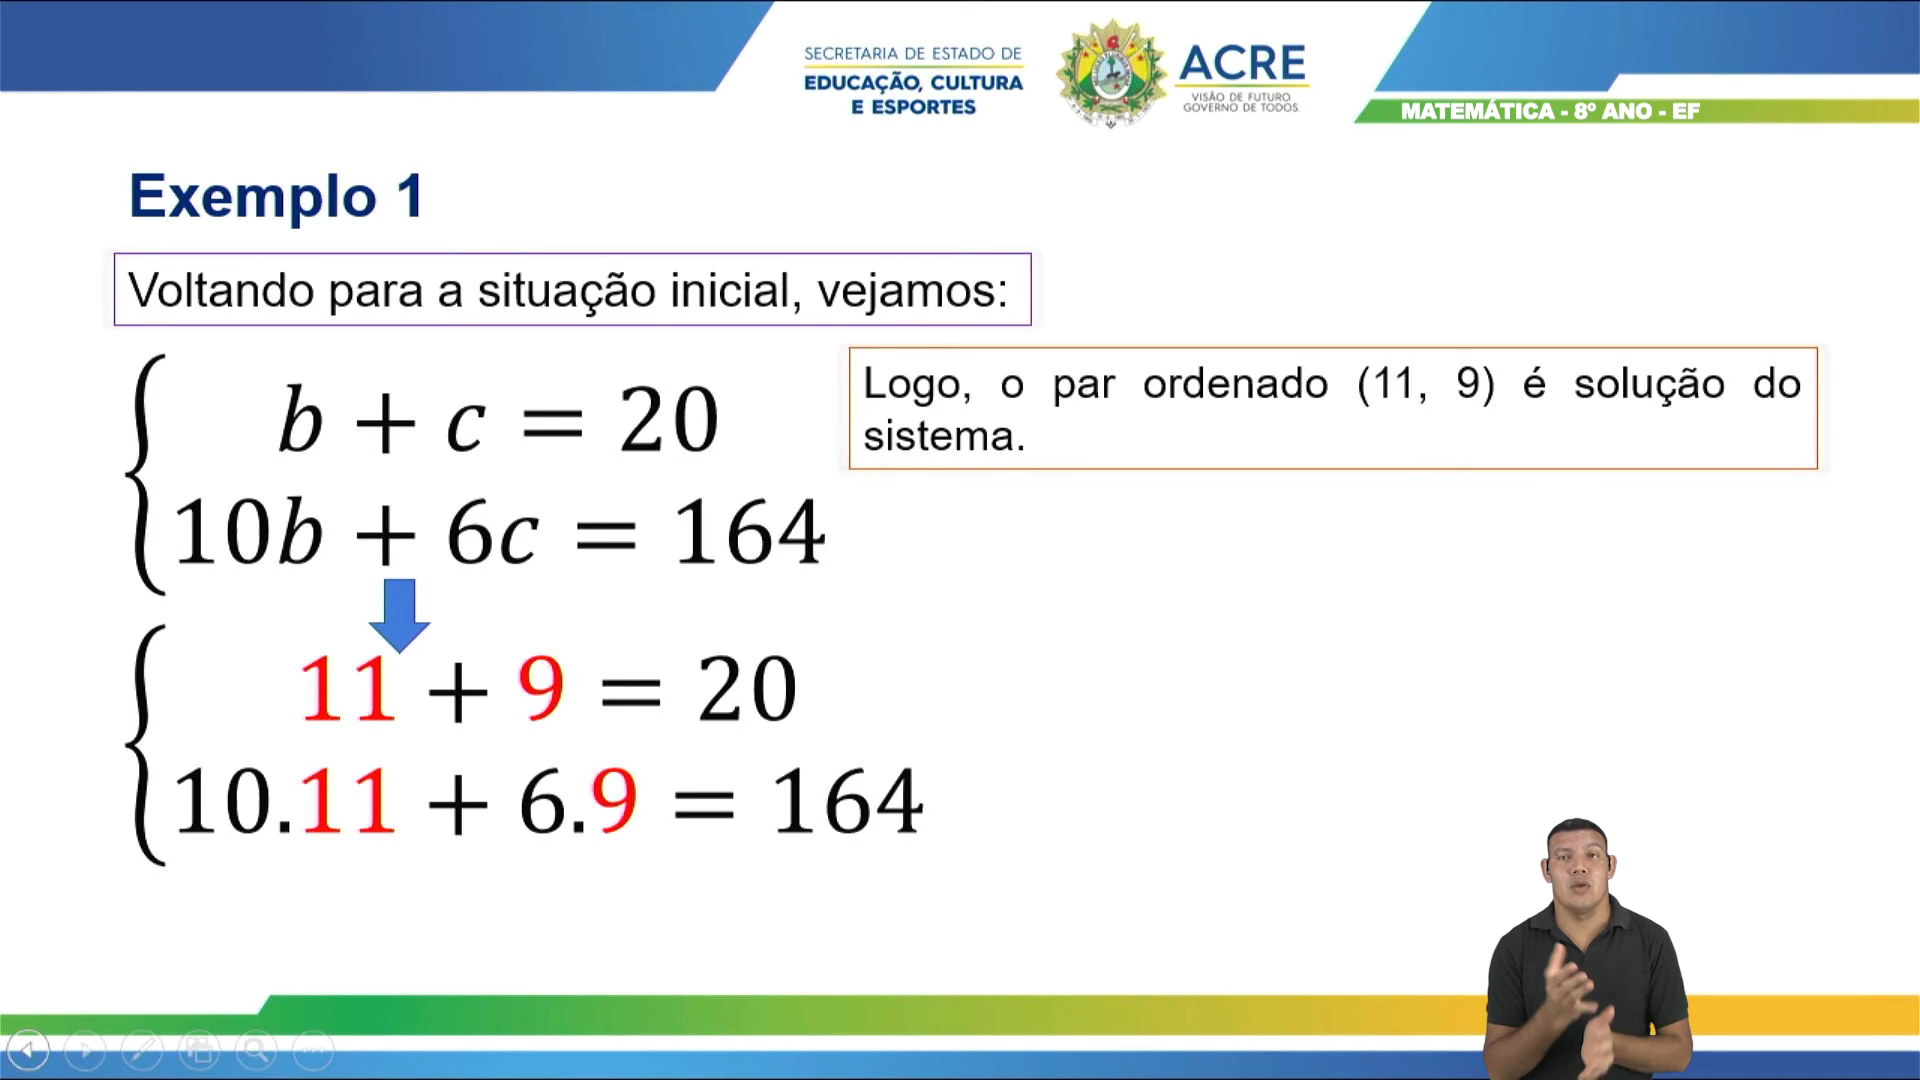 SECRETARIA DE ESTADO DE
EDUCAÇÃO, CULTURA
E ESPORTES
ACRE
VISÃO DE FUTURO.
GOVERNO DE TODOS.
MATEMÁTICA - 8º ANO - EF
Exemplo 1
Voltando para a situação inicial, vejamos:
b + c = 20
10b + 6c = 164
Logo, o par ordenado (11, 9) é solução do
sistema.
11 + 9 = 20
10.11 + 6.9 = 164